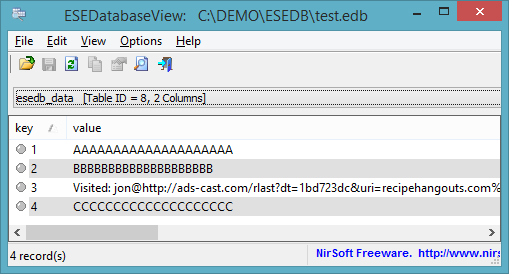 ESEDatabaseView: C:\DEMO\ESEDB\test.edb
File Edit View Options Help
esedb_data [Table ID = 8, 2 Columns]
key value
1 AAAAAAAAAAAAAAAAAAAA
2 BBBBBBBBBBBBBBBBBBBB
3 Visited: jon@http://ads-cast.com/rlast?dt=1bd723dc&uri=recipehangouts.com%
4 CCCCCCCCCCCCCCCCCCCC
4 record(s)
NirSoft Freeware. http://www.nirs